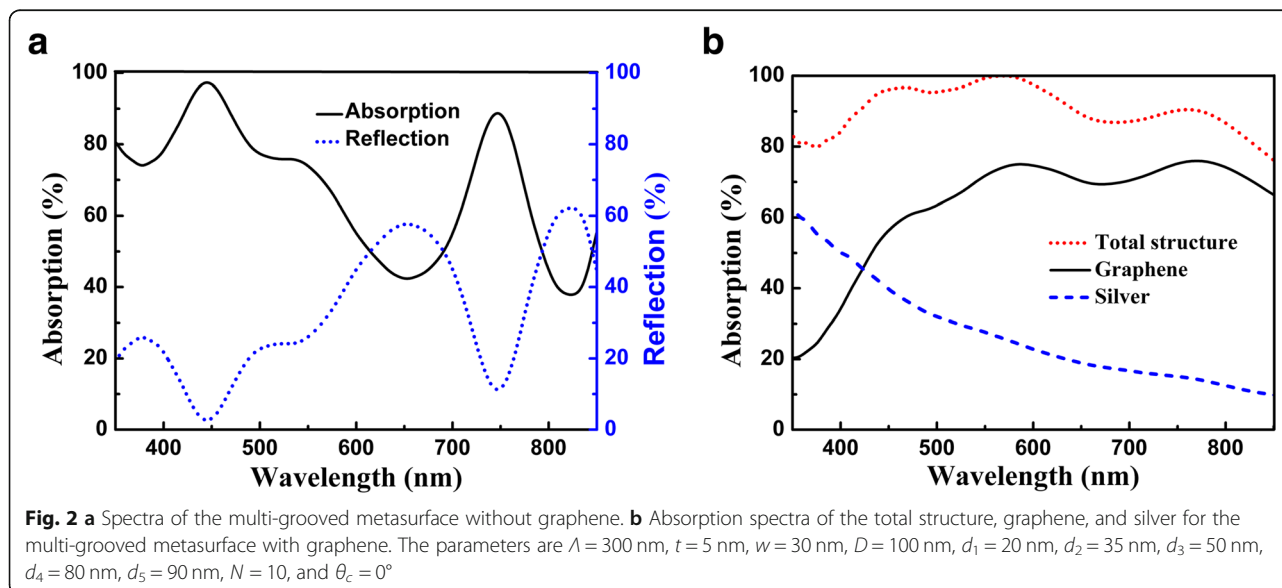 a
100
80
60
40
20
0
Absorption (%)
Absorption
Reflection
100
80
60
40
20
0
Reflection (%)
400 500 600 700 800
Wavelength (nm)
b
100
80
60
40
20
0
Absorption (%)
Total structure
Graphene
Silver
400 500 600 700 800
Wavelength (nm)
Fig. 2 a Spectra of the multi-grooved metasurface without graphene. b Absorption spectra of the total structure, graphene, and silver for the
multi-grooved metasurface with graphene. The parameters are Λ = 300 nm, t = 5 nm, w = 30 nm, D = 100 nm, d₁ = 20 nm, d₂ = 35 nm, d₃ = 50 nm,
d₄ = 80 nm, d₅ = 90 nm, N = 10, and θc = 0°